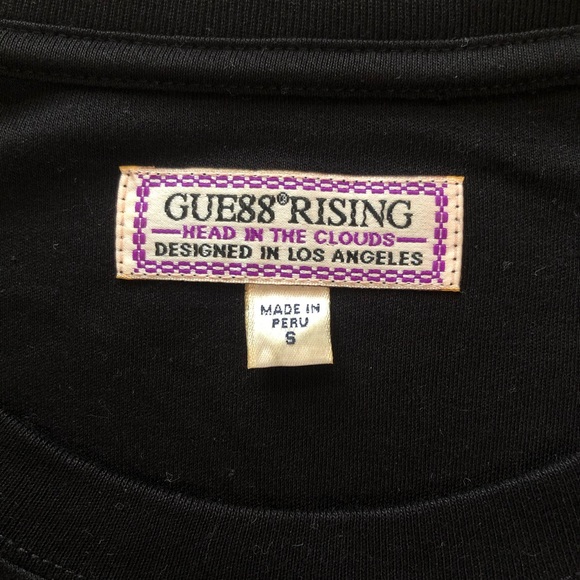 GUE88® RISING
HEAD IN THE CLOUDS
DESIGNED IN LOS ANGELES
MADE IN
PERU
S